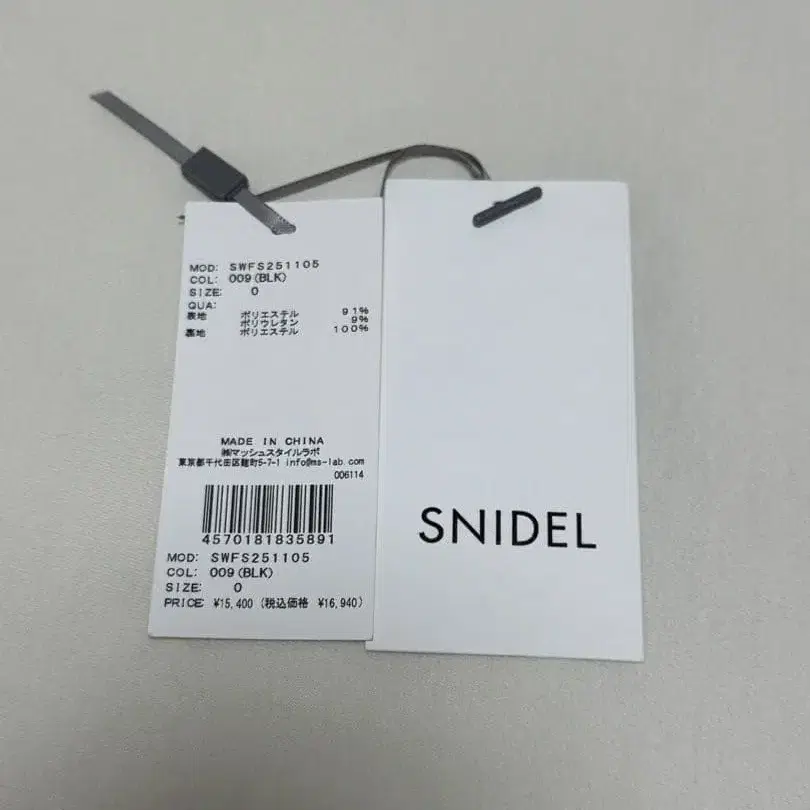 MOD: SWFS251105
COL: 009(BLK)
SIZE: 0
QUA:
表地 ポリエステル 91%
ポリウレタン 9%
裏地 ポリエステル 100%
MADE IN CHINA
㈱マッシュスタイルラボ
東京都千代田区麹町5-7-1 info@ms-lab.com
006114
4570181835891
MOD: SWFS251105
COL: 009(BLK)
SIZE: 0
PRICE: ¥15,400 (税込価格 ¥16,940)
SNIDEL